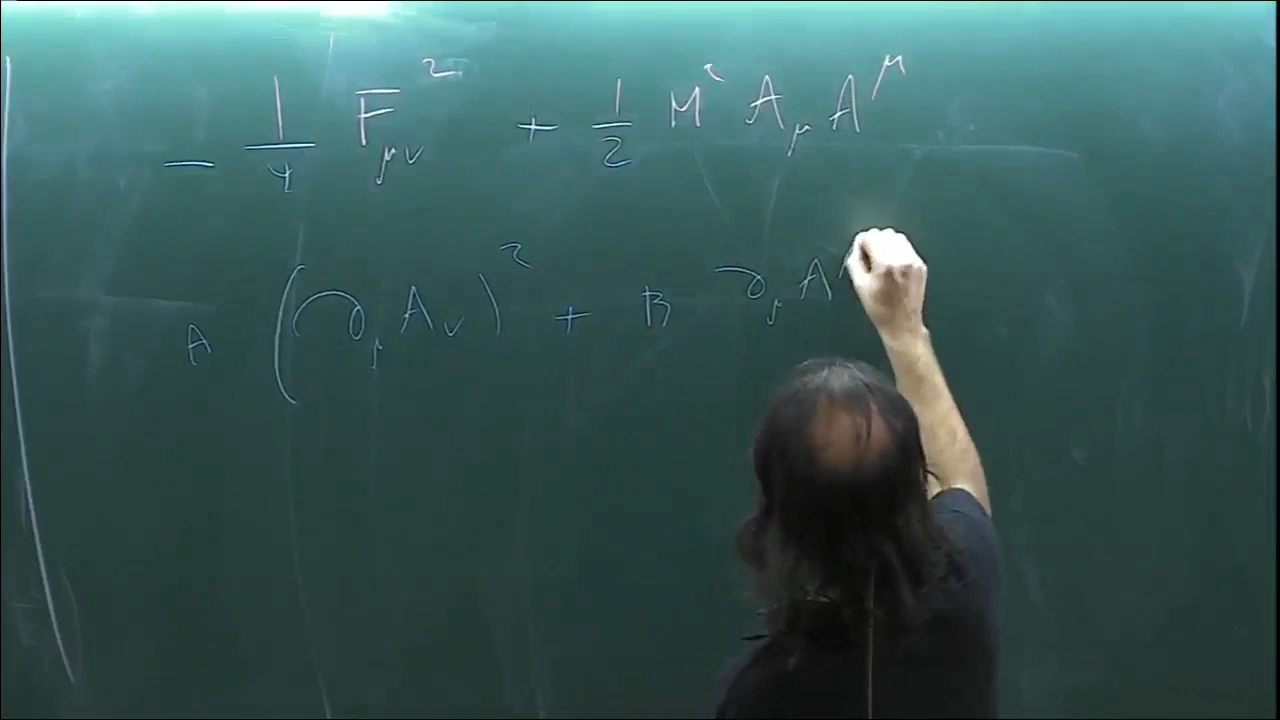 - 1/4 F_{μν}^2 + 1/2 M^2 A_μ A^μ
A (∂_μ A_ν)^2 + B ∂_μ A